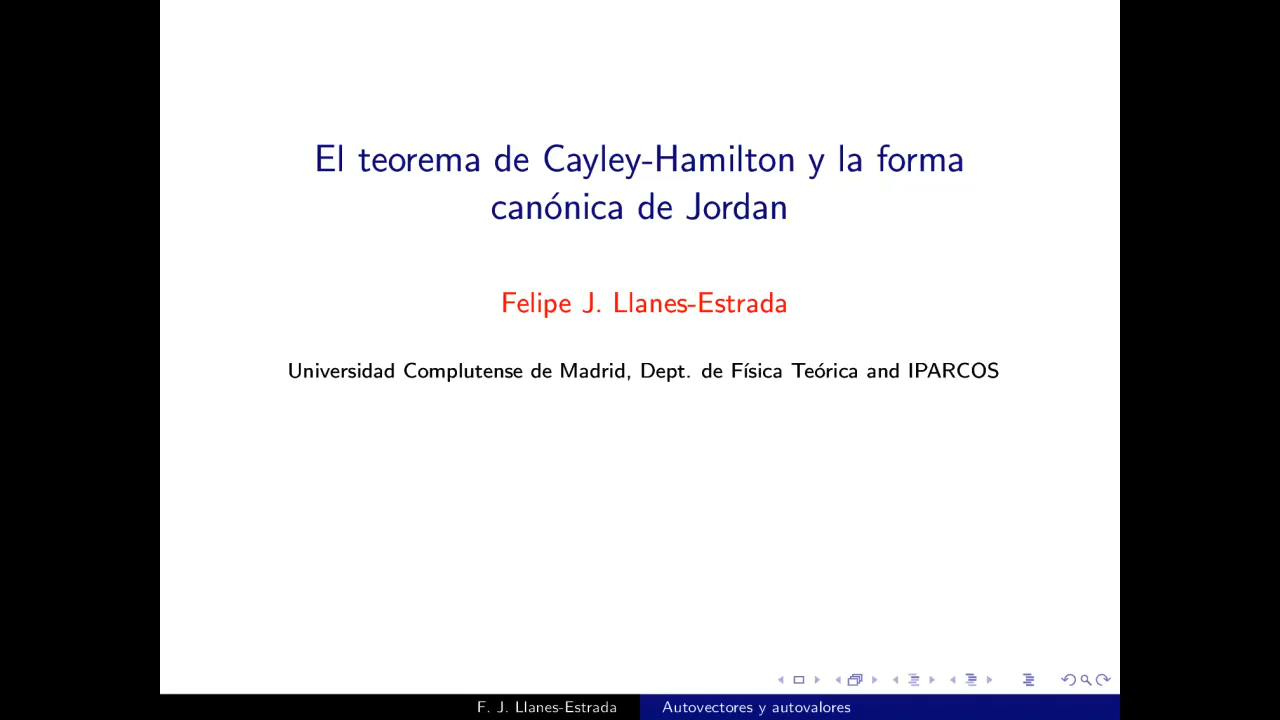 El teorema de Cayley-Hamilton y la forma
canónica de Jordan
Felipe J. Llanes-Estrada
Universidad Complutense de Madrid, Dept. de Física Teórica and IPARCOS
F. J. Llanes-Estrada
Autovectores y autovalores